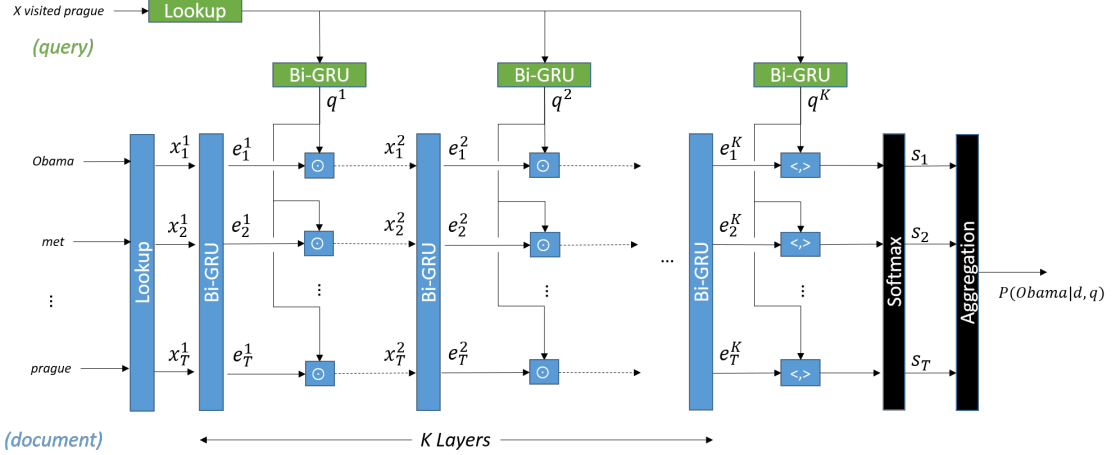 X visited prague
Lookup
(query)
Bi-GRU
Bi-GRU
Bi-GRU
q^1
q^2
q^K
Obama
x_1^1
e_1^1
⊙
x_1^2
e_1^2
⊙
e_1^K
<,>
s_1
met
x_2^1
e_2^1
⊙
x_2^2
e_2^2
⊙
e_2^K
<,>
s_2
...
...
...
...
...
prague
x_T^1
e_T^1
⊙
x_T^2
e_T^2
⊙
e_T^K
<,>
s_T
Lookup
Bi-GRU
Bi-GRU
Bi-GRU
Softmax
Aggregation
P(Obama|d, q)
(document)
K Layers